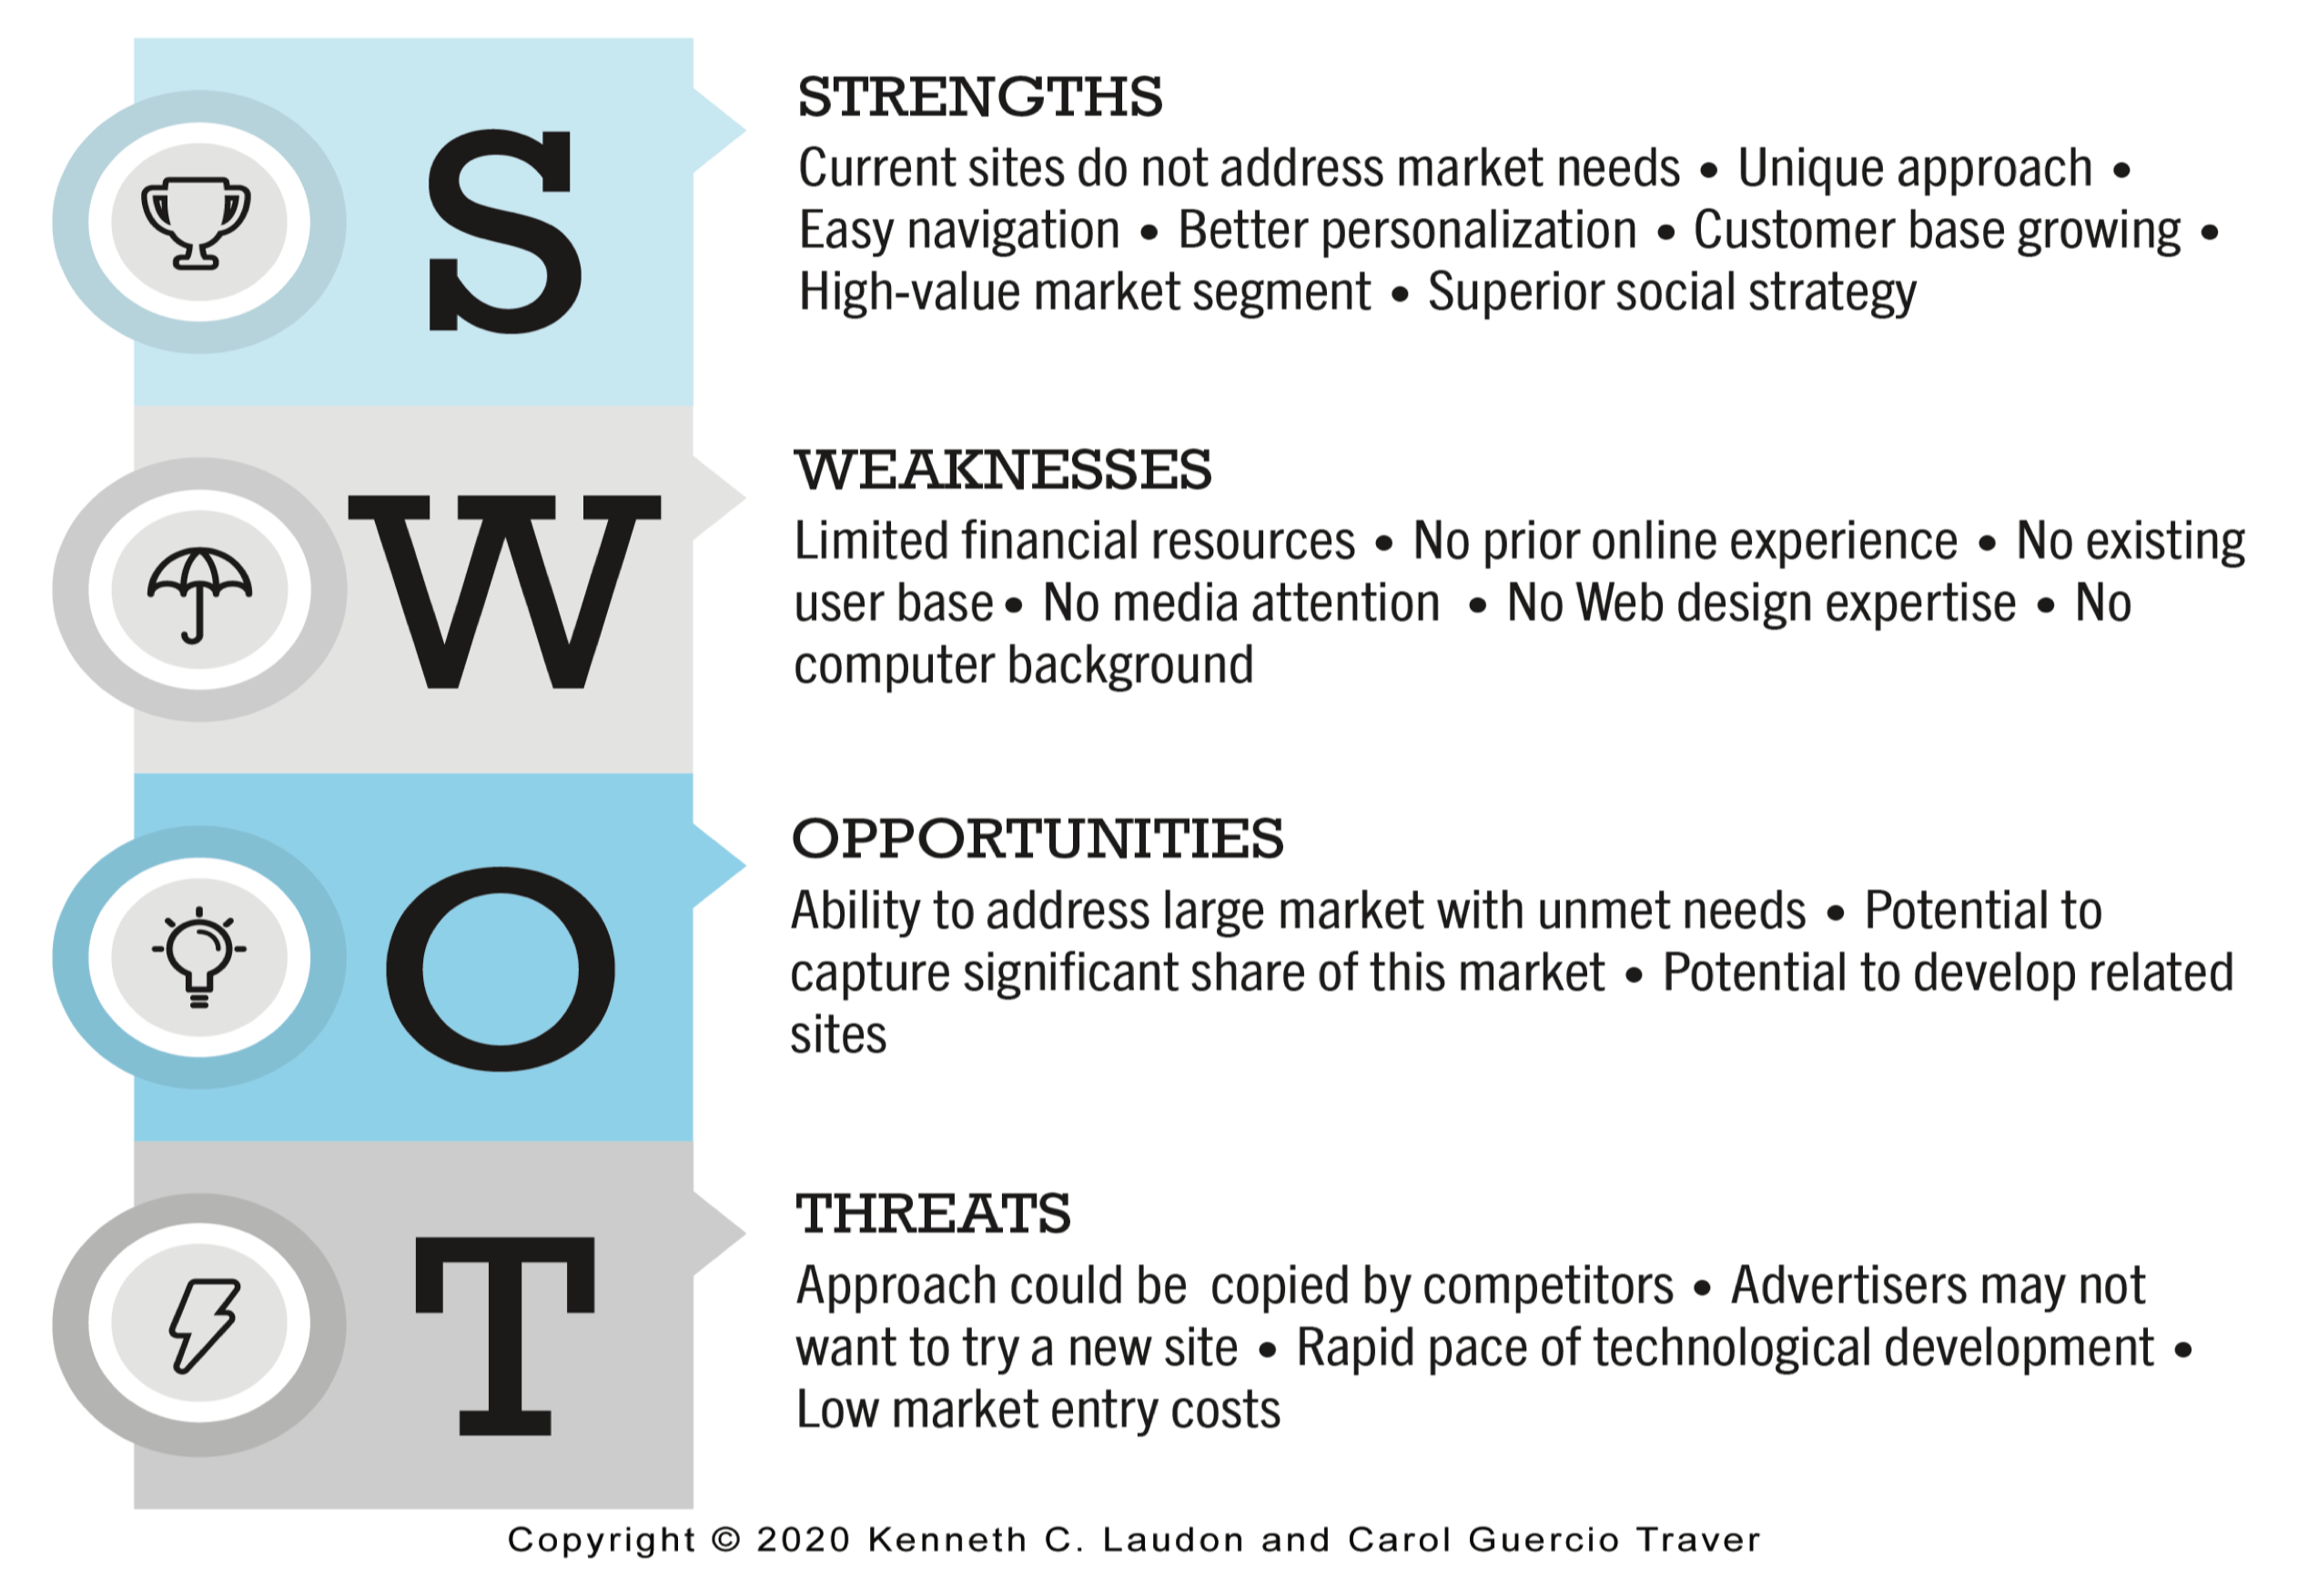 S
STRENGTHS
Current sites do not address market needs • Unique approach •
Easy navigation • Better personalization • Customer base growing •
High-value market segment • Superior social strategy
W
WEAKNESSES
Limited financial resources • No prior online experience • No existing
user base • No media attention • No Web design expertise • No
computer background
O
OPPORTUNITIES
Ability to address large market with unmet needs • Potential to
capture significant share of this market • Potential to develop related
sites
T
THREATS
Approach could be copied by competitors • Advertisers may not
want to try a new site • Rapid pace of technological development •
Low market entry costs
Copyright © 2020 Kenneth C. Laudon and Carol Guercio Traver